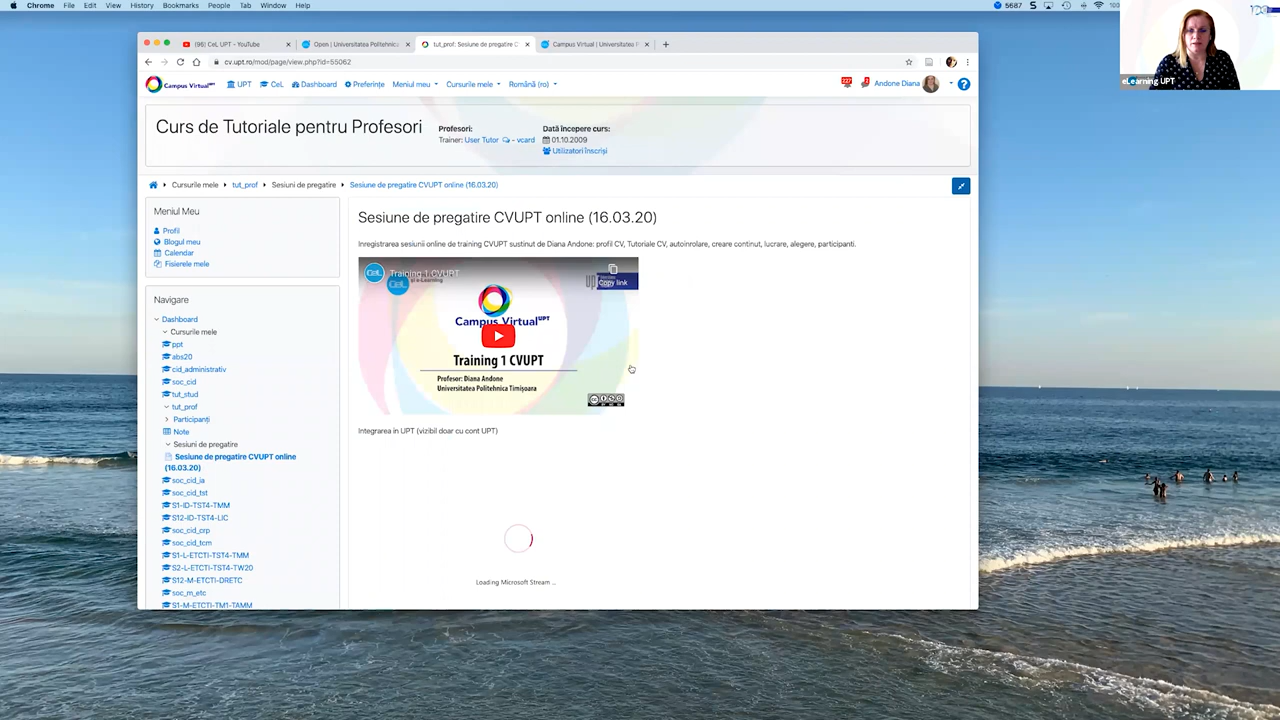 Chrome File Edit View History Bookmarks People Tab Window Help
5687
(96) CeL UPT - YouTube
Open | Universitatea Politehnica
tut_prof: Sesiune de pregatire C
Campus Virtual | Universitatea P
cv.upt.ro/mod/page/view.php?id=55062
Campus Virtual UPT
UPT CeL Dashboard Preferințe Meniul meu Cursurile mele Română (ro)
Andone Diana
eLearning UPT
Curs de Tutoriale pentru Profesori
Profesori:
Trainer: User Tutor - vcard
Dată începere curs:
01.10.2009
Utilizatori înscriși
Cursurile mele tut_prof Sesiuni de pregatire Sesiune de pregatire CVUPT online (16.03.20)
Meniul Meu
Profil
Blogul meu
Calendar
Fisierele mele
Navigare
Dashboard
Cursurile mele
ppt
abs20
cid_administrativ
soc_cid
tut_stud
tut_prof
Participanți
Note
Sesiuni de pregatire
Sesiune de pregatire CVUPT online
(16.03.20)
soc_cid_ia
soc_cid_tst
S1-ID-TST4-TMM
S12-ID-TST4-LIC
soc_cid_crp
soc_cid_tcm
S1-L-ETCTI-TST4-TMM
S2-L-ETCTI-TST4-TW20
S12-M-ETCTI-DRETC
soc_m_etc
S1-M-ETCTI-TM1-TAMM
Sesiune de pregatire CVUPT online (16.03.20)
Inregistrarea sesiunii online de training CVUPT sustinut de Diana Andone: profil CV, Tutoriale CV, autoinrolare, creare continut, lucrare, alegere, participanti.
CeL Training 1 CVUPT
Copy link
Campus Virtual UPT
Training 1 CVUPT
Profesor: Diana Andone
Universitatea Politehnica Timișoara
Integrarea in UPT (vizibil doar cu cont UPT)
Loading Microsoft Stream ...